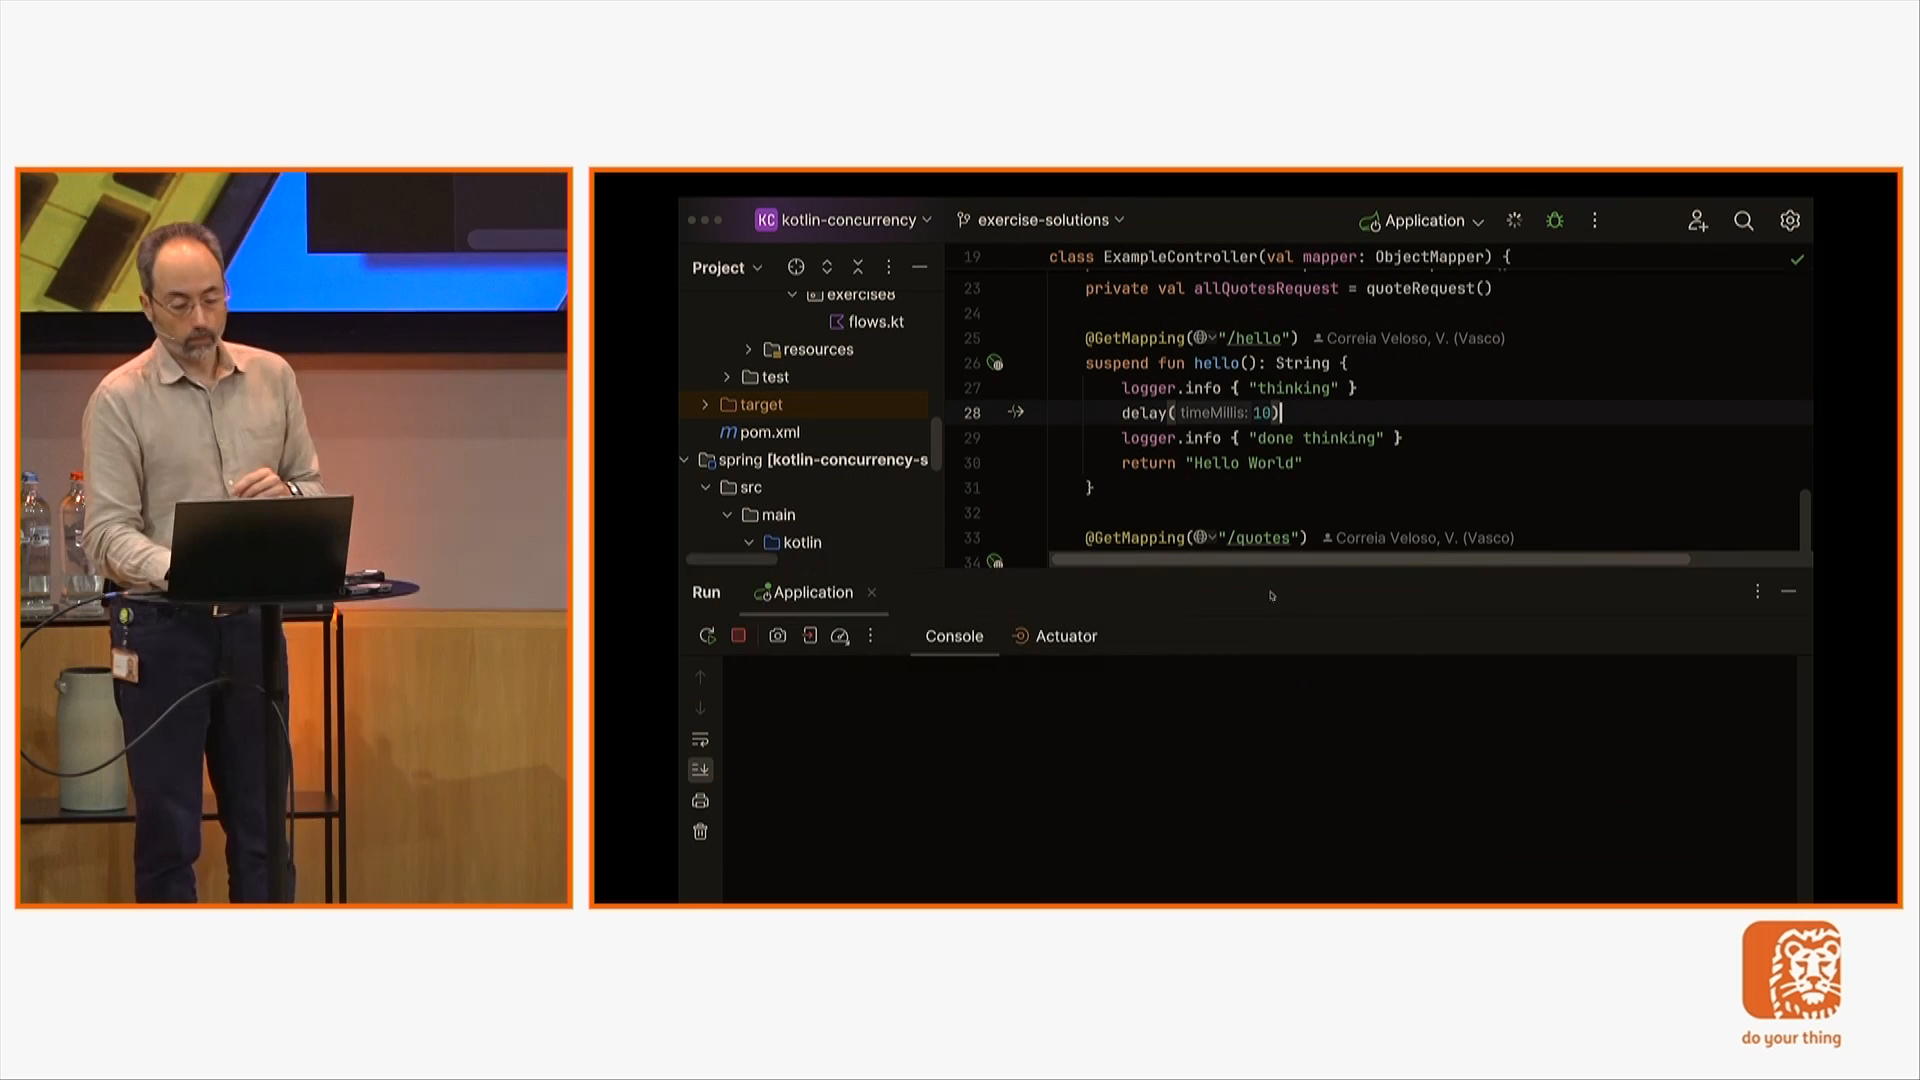 KC kotlin-concurrency
exercise-solutions
Application
Project
exercise8
flows.kt
resources
test
target
pom.xml
spring [kotlin-concurrency-s
src
main
kotlin
19 class ExampleController(val mapper: ObjectMapper) {
23 private val allQuotesRequest = quoteRequest()
24
25 @GetMapping("/hello") Correia Veloso, V. (Vasco)
26 suspend fun hello(): String {
27 logger.info { "thinking" }
28 delay( timeMillis: 10)
29 logger.info { "done thinking" }
30 return "Hello World"
31 }
32
33 @GetMapping("/quotes") Correia Veloso, V. (Vasco)
34
Run
Application
Console
Actuator
do your thing